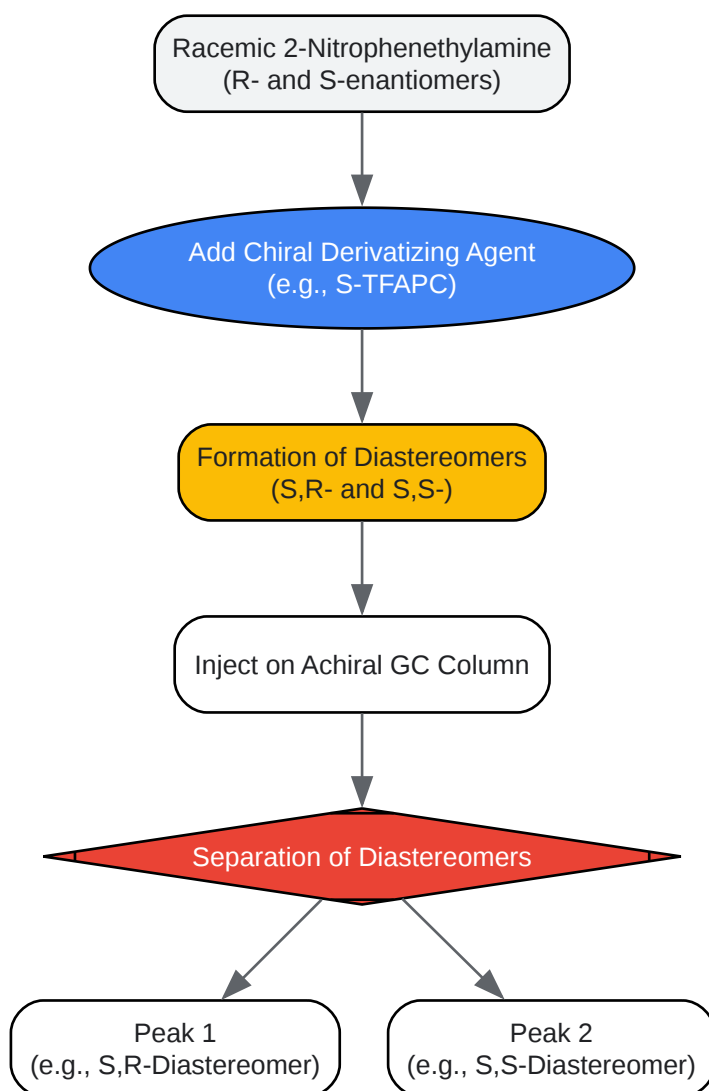 Racemic 2-Nitrophenethylamine
(R- and S-enantiomers)
Add Chiral Derivatizing Agent
(e.g., S-TFAPC)
Formation of Diastereomers
(S,R- and S,S-)
Inject on Achiral GC Column
Separation of Diastereomers
Peak 1
(e.g., S,R-Diastereomer)
Peak 2
(e.g., S,S-Diastereomer)